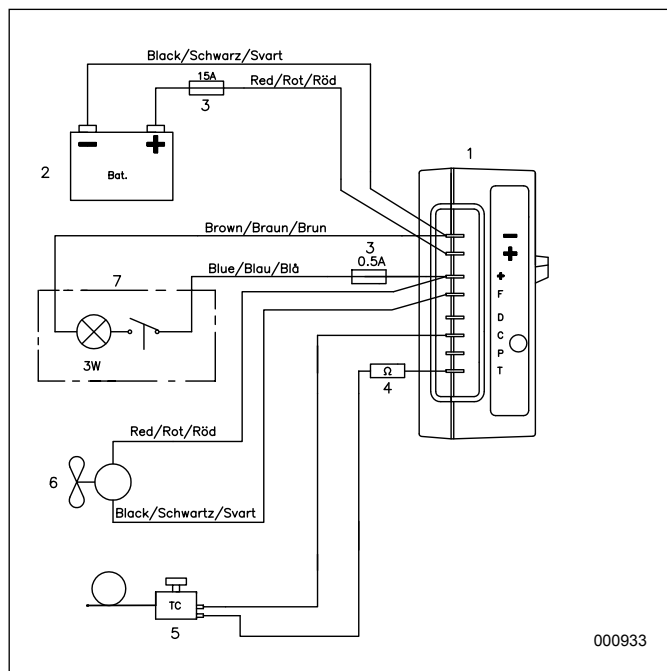 Black/Schwarz/Svart
15A
Red/Rot/Röd
3
1
2
Bat.
Brown/Braun/Brun
3
0.5A
Blue/Blau/Blå
7
3W
−
+
+
F
D
C
P
T
Ω
4
Red/Rot/Röd
6
Black/Schwartz/Svart
TC
5
000933